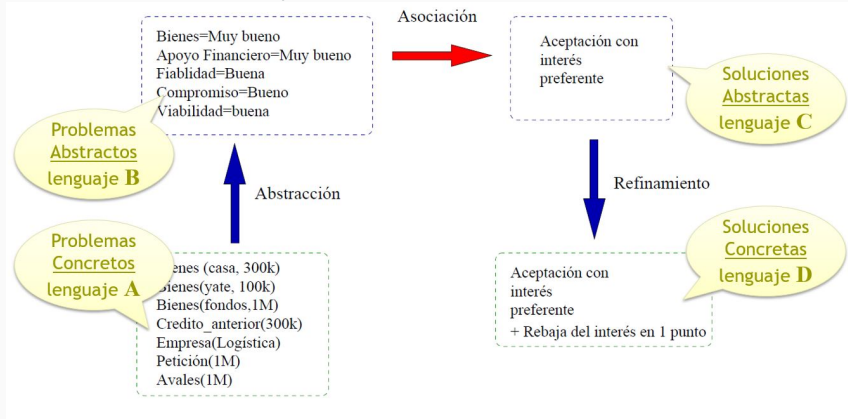 Asociación
Bienes=Muy bueno
Apoyo Financiero=Muy bueno
Fiablidad=Buena
Compromiso=Bueno
Viabilidad=buena
Aceptación con
interés
preferente
Soluciones
Abstractas
lenguaje C
Problemas
Abstractos
lenguaje B
Abstracción
Refinamiento
Problemas
Concretos
lenguaje A
Bienes (casa, 300k)
Bienes(yate, 100k)
Bienes(fondos,1M)
Credito_anterior(300k)
Empresa(Logística)
Petición(1M)
Avales(1M)
Aceptación con
interés
preferente
+ Rebaja del interés en 1 punto
Soluciones
Concretas
lenguaje D